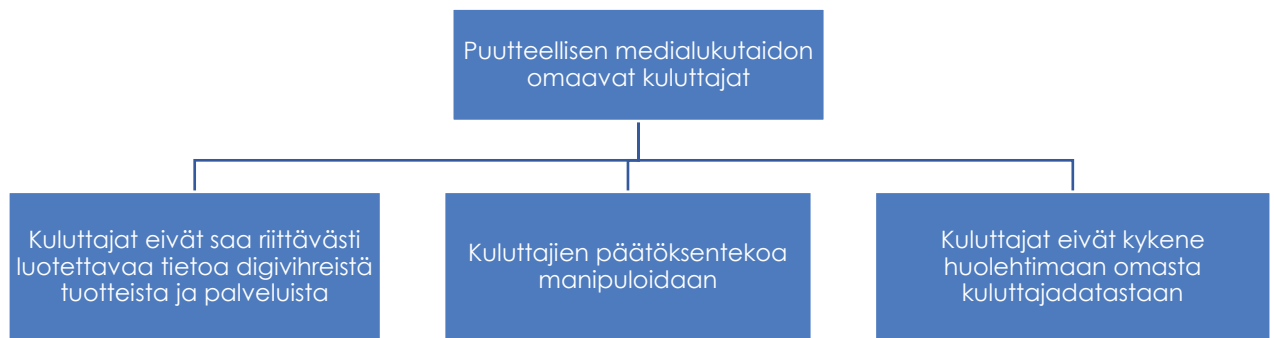 Puutteellisen medialukutaidon
omaavat kuluttajat
Kuluttajat eivät saa riittävästi
luotettavaa tietoa digivihreistä
tuotteista ja palveluista
Kuluttajien päätöksentekoa
manipuloidaan
Kuluttajat eivät kykene
huolehtimaan omasta
kuluttajadatastaan